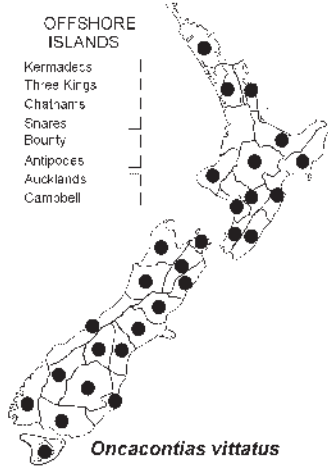 OFFSHORE
ISLANDS
Kermadecs
Three Kings
Chathams
Snares
Bounty
Antipodes
Aucklands
Campbell
Oncacontias vittatus